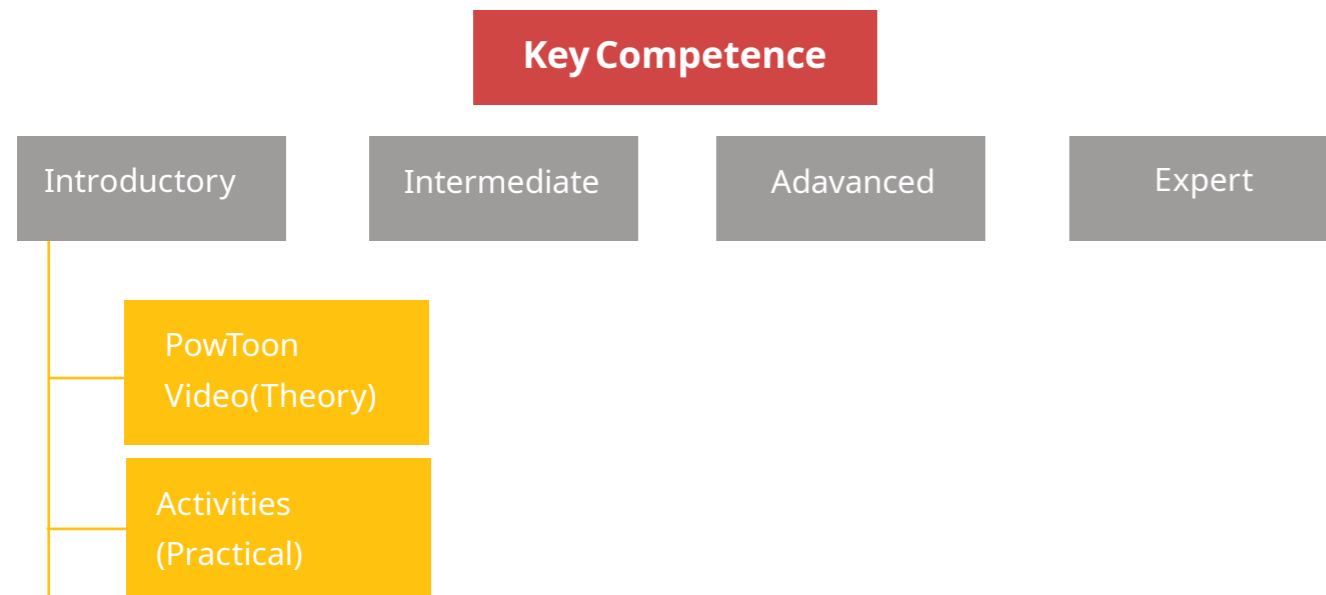 Key Competence
Introductory
Intermediate
Adavanced
Expert
PowToon
Video(Theory)
Activities
(Practical)